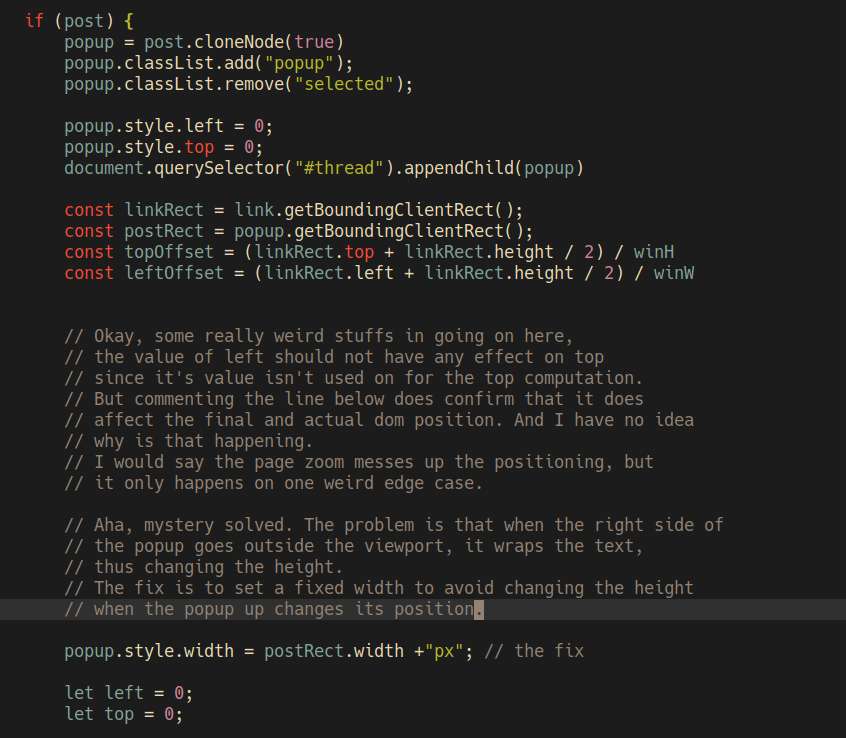 if (post) {
popup = post.cloneNode(true)
popup.classList.add("popup");
popup.classList.remove("selected");
popup.style.left = 0;
popup.style.top = 0;
document.querySelector("#thread").appendChild(popup)
const linkRect = link.getBoundingClientRect();
const postRect = popup.getBoundingClientRect();
const topOffset = (linkRect.top + linkRect.height / 2) / winH
const leftOffset = (linkRect.left + linkRect.height / 2) / winW
// Okay, some really weird stuffs in going on here,
// the value of left should not have any effect on top
// since it's value isn't used on for the top computation.
// But commenting the line below does confirm that it does
// affect the final and actual dom position. And I have no idea
// why is that happening.
// I would say the page zoom messes up the positioning, but
// it only happens on one weird edge case.
// Aha, mystery solved. The problem is that when the right side of
// the popup goes outside the viewport, it wraps the text,
// thus changing the height.
// The fix is to set a fixed width to avoid changing the height
// when the popup up changes its position.
popup.style.width = postRect.width +"px"; // the fix
let left = 0;
let top = 0;